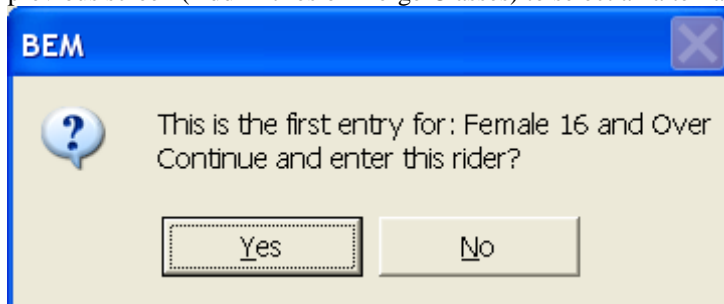 BEM
This is the first entry for: Female 16 and Over
Continue and enter this rider?
Yes
No